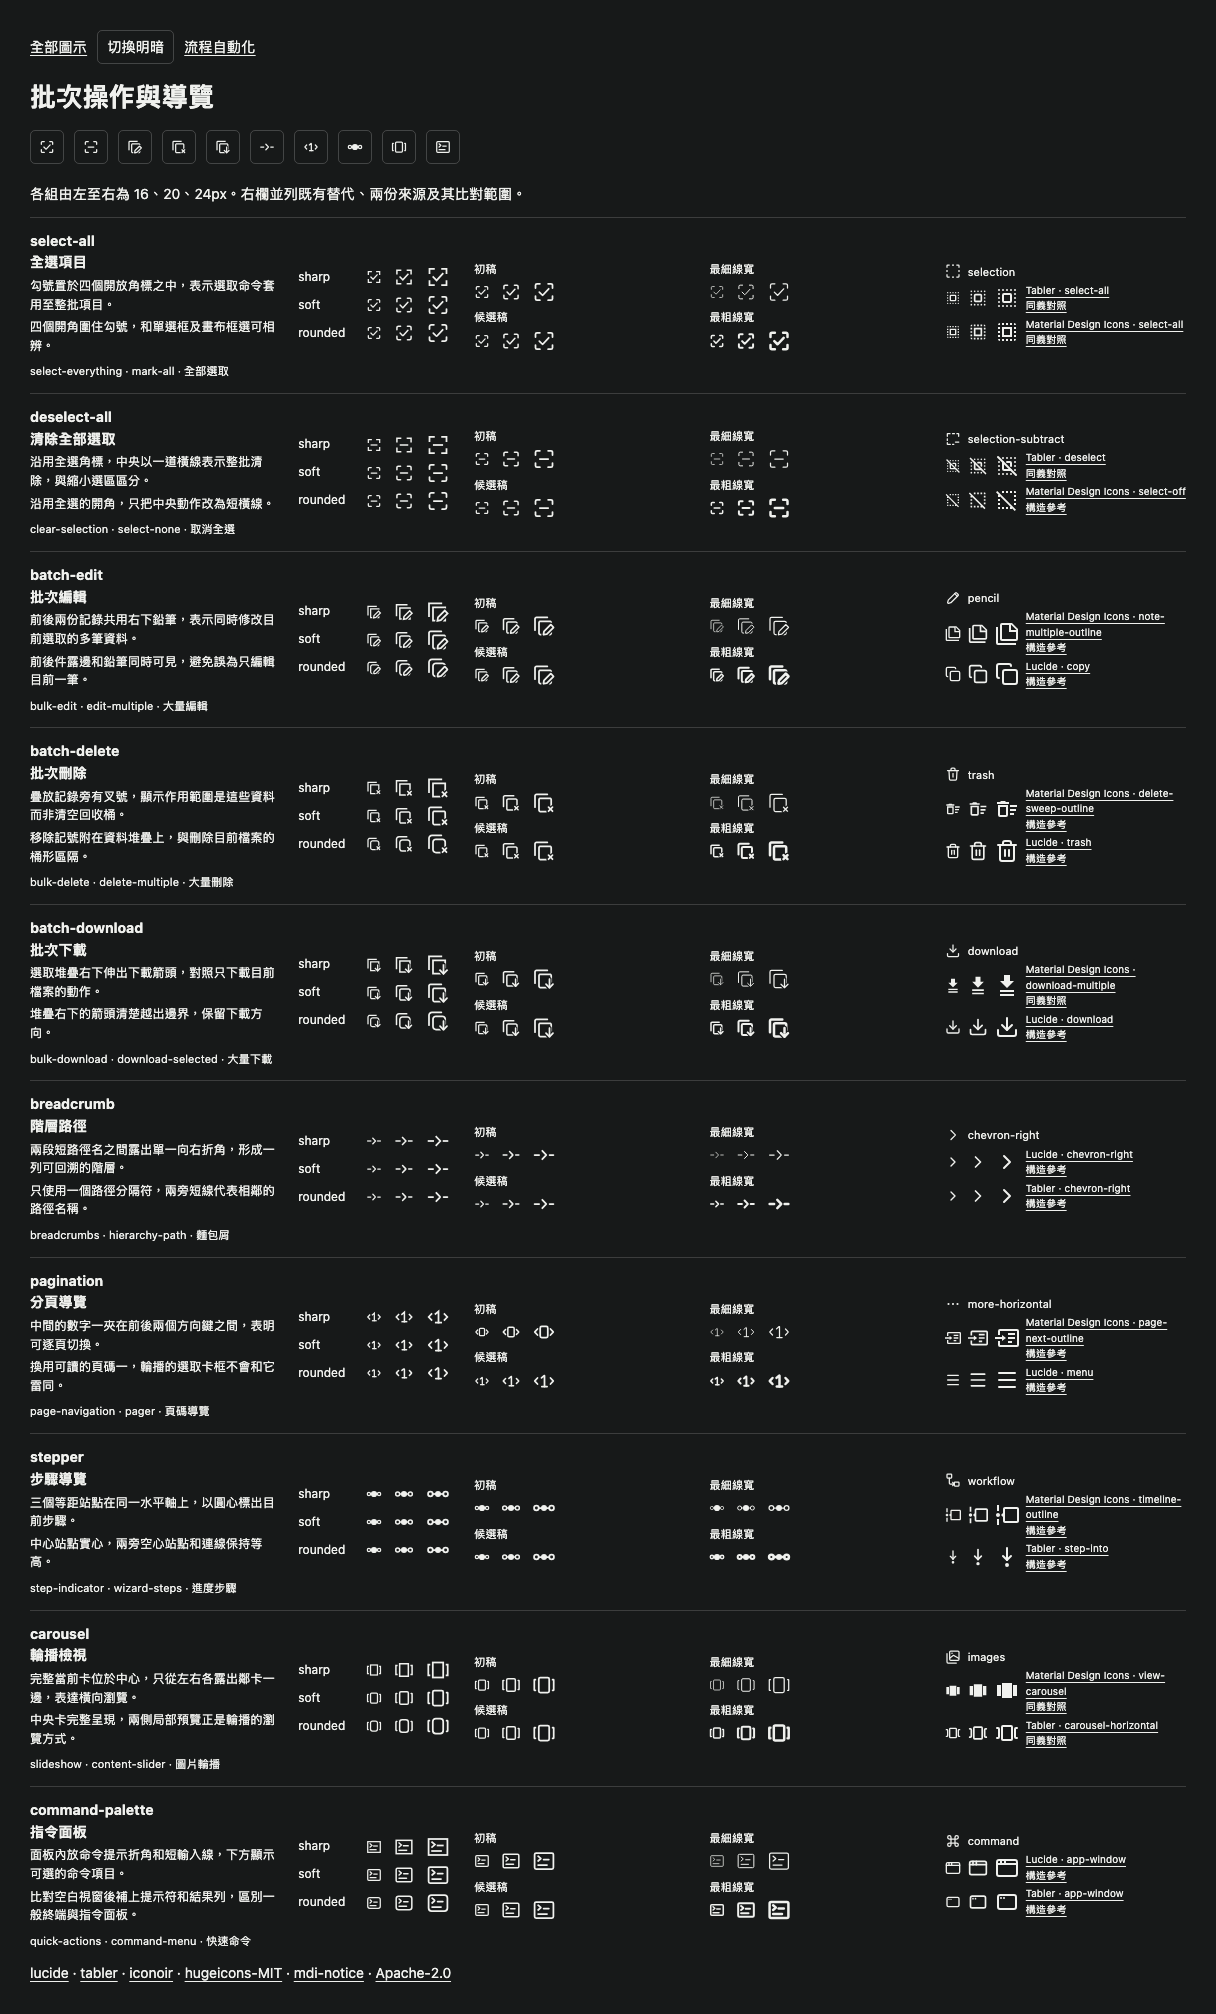 全部圖示 切換明暗 流程自動化
批次操作與導覽
各組由左至右為 16、20、24px。右欄並列既有替代、兩份來源及其比對範圍。
select-all
全選項目
勾號置於四個開放角標之中，表示選取命令套
用至整批項目。
四個開角圍住勾號，和單選框及畫布框選可相
辨。
select-everything · mark-all · 全部選取
sharp
soft
rounded
初稿
候選稿
最細線寬
最粗線寬
selection
Tabler · select-all
同義對照
Material Design Icons · select-all
同義對照
deselect-all
清除全部選取
沿用全選角標，中央以一道橫線表示整批清
除，與縮小選區區分。
沿用全選的開角，只把中央動作改為短橫線。
clear-selection · select-none · 取消全選
sharp
soft
rounded
初稿
候選稿
最細線寬
最粗線寬
selection-subtract
Tabler · deselect
同義對照
Material Design Icons · select-off
構造參考
batch-edit
批次編輯
前後兩份記錄共用右下鉛筆，表示同時修改目
前選取的多筆資料。
前後件露邊和鉛筆同時可見，避免誤為只編輯
目前一筆。
bulk-edit · edit-multiple · 大量編輯
sharp
soft
rounded
初稿
候選稿
最細線寬
最粗線寬
pencil
Material Design Icons · note-
multiple-outline
構造參考
Lucide · copy
構造參考
batch-delete
批次刪除
疊放記錄旁有叉號，顯示作用範圍是這些資料
而非清空回收桶。
移除記號附在資料堆疊上，與刪除目前檔案的
桶形區隔。
bulk-delete · delete-multiple · 大量刪除
sharp
soft
rounded
初稿
候選稿
最細線寬
最粗線寬
trash
Material Design Icons · delete-
sweep-outline
構造參考
Lucide · trash
構造參考
batch-download
批次下載
選取堆疊右下伸出下載箭頭，對照只下載目前
檔案的動作。
堆疊右下的箭頭清楚越出邊界，保留下載方
向。
bulk-download · download-selected · 大量下載
sharp
soft
rounded
初稿
候選稿
最細線寬
最粗線寬
download
Material Design Icons ·
download-multiple
同義對照
Lucide · download
構造參考
breadcrumb
階層路徑
兩段短路徑名之間露出單一向右折角，形成一
列可回溯的階層。
只使用一個路徑分隔符，兩旁短線代表相鄰的
路徑名稱。
breadcrumbs · hierarchy-path · 麵包屑
sharp
soft
rounded
初稿
候選稿
最細線寬
最粗線寬
chevron-right
Lucide · chevron-right
構造參考
Tabler · chevron-right
構造參考
pagination
分頁導覽
中間的數字一夾在前後兩個方向鍵之間，表明
可逐頁切換。
換用可讀的頁碼一，輪播的選取卡框不會和它
雷同。
page-navigation · pager · 頁碼導覽
sharp
soft
rounded
初稿
候選稿
最細線寬
最粗線寬
more-horizontal
Material Design Icons · page-
next-outline
構造參考
Lucide · menu
構造參考
stepper
步驟導覽
三個等距站點在同一水平軸上，以圓心標出目
前步驟。
中心站點實心，兩旁空心站點和連線保持等
高。
step-indicator · wizard-steps · 進度步驟
sharp
soft
rounded
初稿
候選稿
最細線寬
最粗線寬
workflow
Material Design Icons · timeline-
outline
構造參考
Tabler · step-into
構造參考
carousel
輪播檢視
完整當前卡位於中心，只從左右各露出鄰卡一
邊，表達橫向瀏覽。
中央卡完整呈現，兩側局部預覽正是輪播的瀏
覽方式。
slideshow · content-slider · 圖片輪播
sharp
soft
rounded
初稿
候選稿
最細線寬
最粗線寬
images
Material Design Icons · view-
carousel
同義對照
Tabler · carousel-horizontal
同義對照
command-palette
指令面板
面板內放命令提示折角和短輸入線，下方顯示
可選的命令項目。
比對空白視窗後補上提示符和結果列，區別一
般終端與指令面板。
quick-actions · command-menu · 快速命令
sharp
soft
rounded
初稿
候選稿
最細線寬
最粗線寬
command
Lucide · app-window
構造參考
Tabler · app-window
構造參考
lucide · tabler · iconoir · hugeicons-MIT · mdi-notice · Apache-2.0